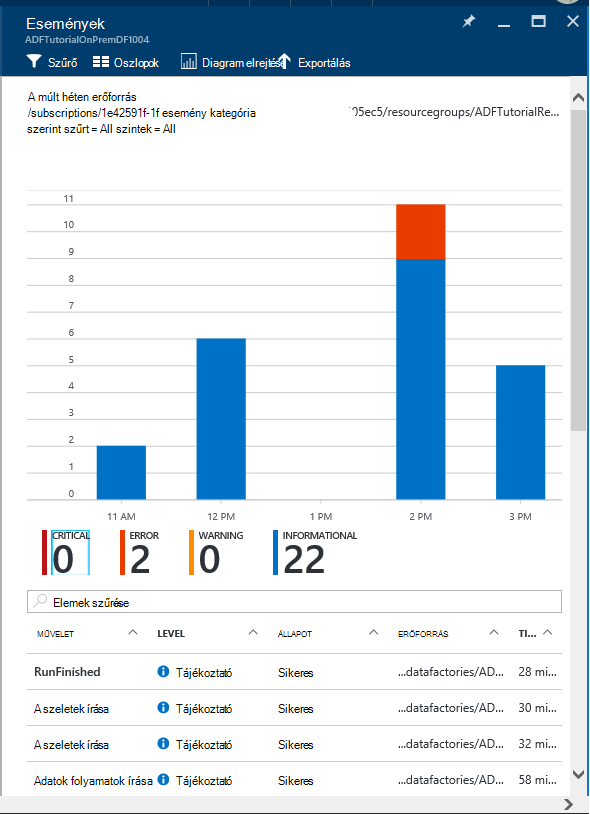 Események
ADFTutorialOnPremDF1004
Szűrő Oszlopok Diagram elrejtése Exportálás
A múlt héten erőforrás
/subscriptions/1e42591f-1f esemény kategória
szerint szűrt = All szintek = All
05ec5/resourcegroups/ADFTutorialRe...
11
10
9
8
7
6
5
4
3
2
1
0
11 AM 12 PM 1 PM 2 PM 3 PM
CRITICAL ERROR WARNING INFORMATIONAL
0 2 0 22
Elemek szűrése
MŰVELET LEVEL ÁLLAPOT ERŐFORRÁS TI...
RunFinished Tájékoztató Sikeres ...datafactories/AD... 28 mi...
A szeletek írása Tájékoztató Sikeres ...datafactories/AD... 30 mi...
A szeletek írása Tájékoztató Sikeres ...datafactories/AD... 32 mi...
Adatok folyamatok írása Tájékoztató Sikeres ...datafactories/AD... 58 mi...